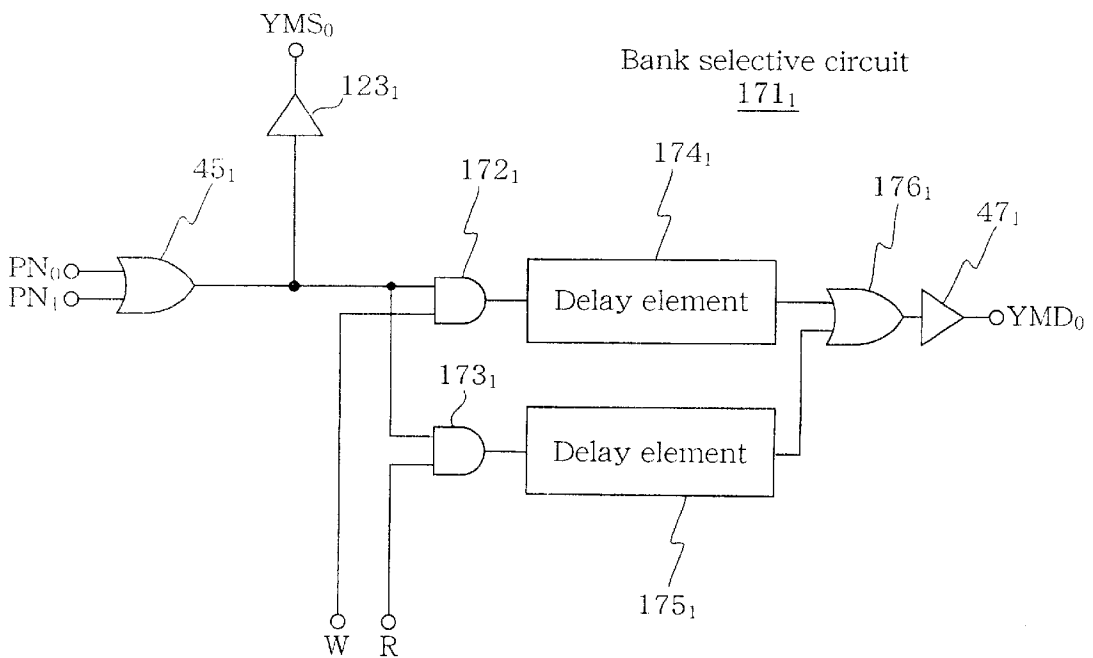 YMS₀
Bank selective circuit
171₁
123₁
45₁
172₁
174₁
176₁
47₁
PN₀
PN₁
Delay element
YMD₀
173₁
Delay element
175₁
W
R